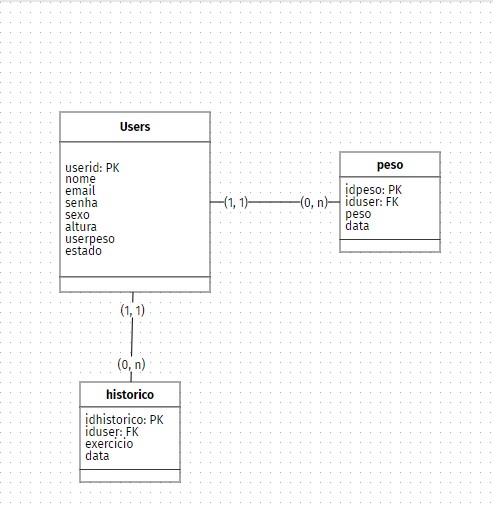 Users
userid: PK
nome
email
senha
sexo
altura
userpeso
estado
(1, 1)
(0, n)
peso
idpeso: PK
iduser: FK
peso
data
(1, 1)
(0, n)
historico
idhistorico: PK
iduser: FK
exercício
data